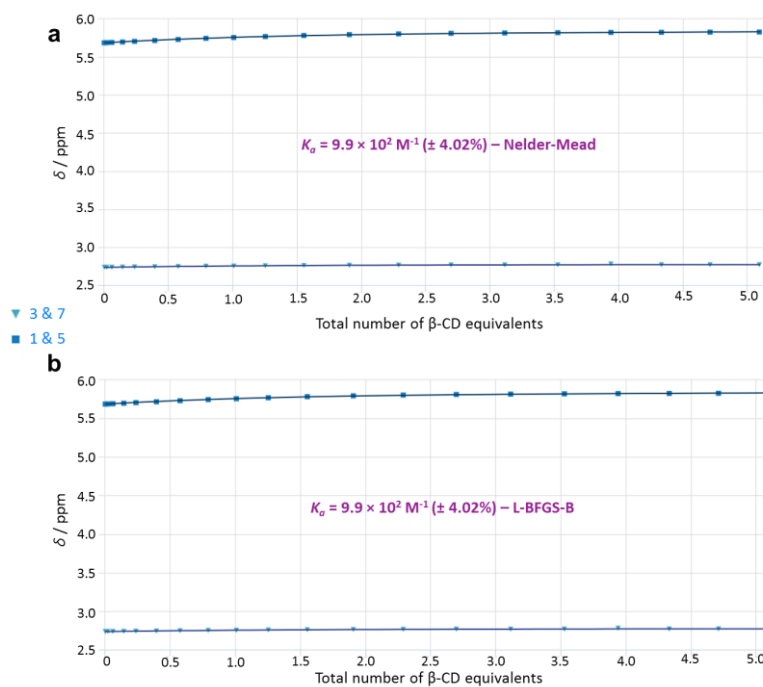 a
6.0
5.5
5.0
4.5
4.0
3.5
3.0
2.5
δ / ppm
Kₐ = 9.9 × 10² M⁻¹ (± 4.02%) – Nelder-Mead
0 0.5 1.0 1.5 2.0 2.5 3.0 3.5 4.0 4.5 5.0
Total number of β-CD equivalents
3 & 7
1 & 5
b
6.0
5.5
5.0
4.5
4.0
3.5
3.0
2.5
δ / ppm
Kₐ = 9.9 × 10² M⁻¹ (± 4.02%) – L-BFGS-B
0 0.5 1.0 1.5 2.0 2.5 3.0 3.5 4.0 4.5 5.0
Total number of β-CD equivalents